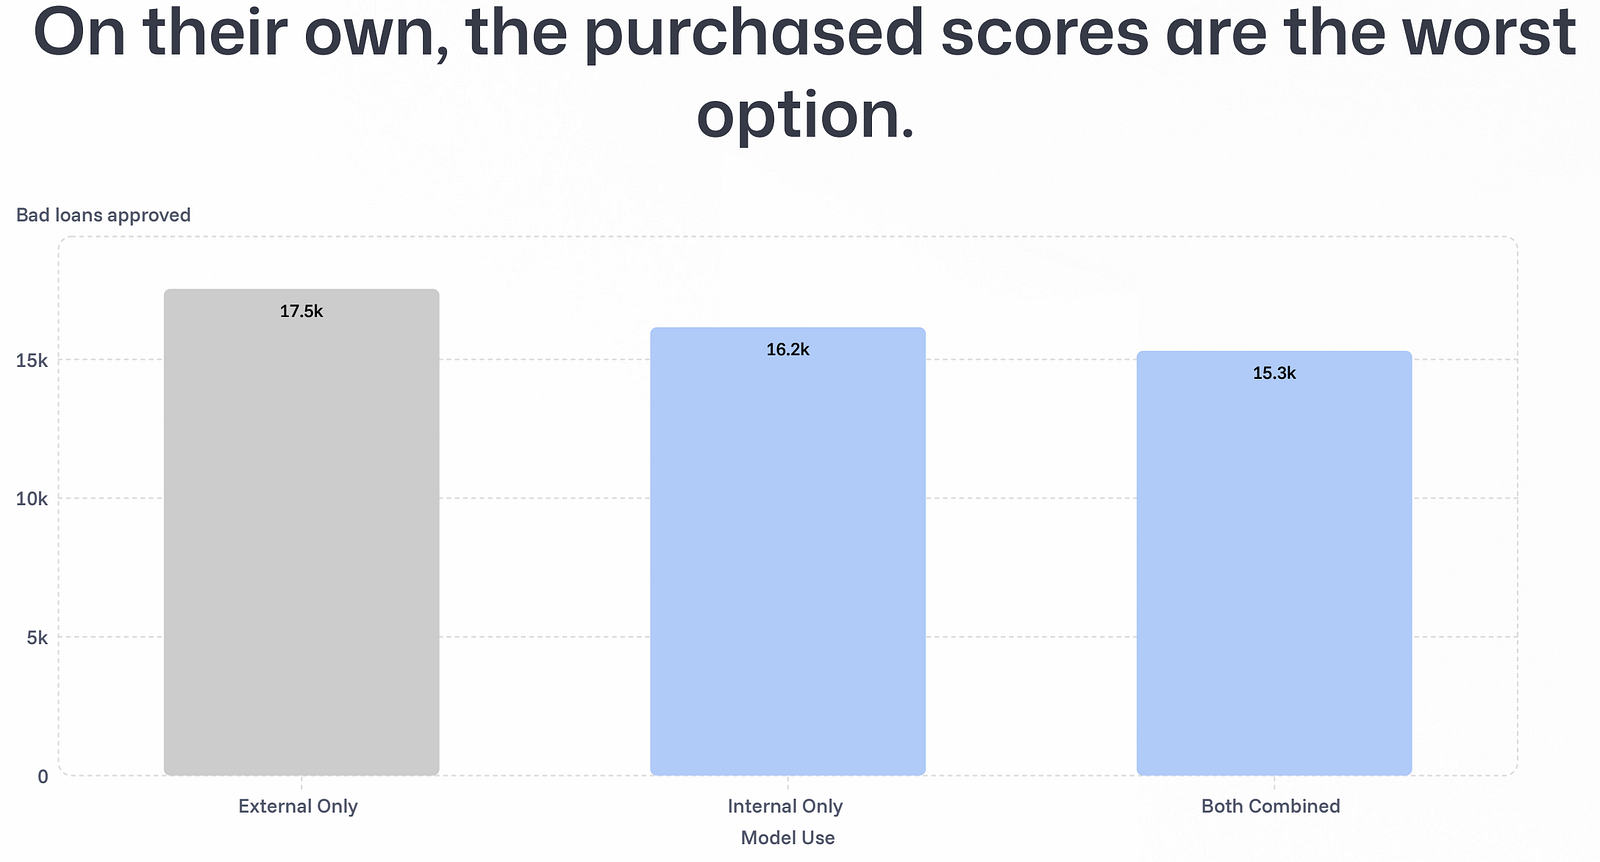 On their own, the purchased scores are the worst
option.
Bad loans approved
17.5k
16.2k
15.3k
15k
10k
5k
0
External Only
Internal Only
Both Combined
Model Use